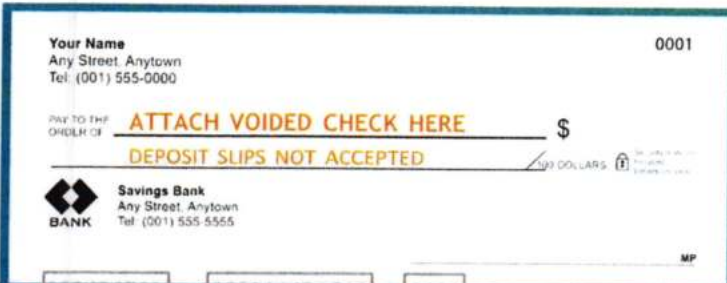 Your Name
0001
Any Street, Anytown
Tel: (001) 555-0000
PAY TO THE
ORDER OF
ATTACH VOIDED CHECK HERE
$
DEPOSIT SLIPS NOT ACCEPTED
/100 DOLLARS
Savings Bank
Any Street, Anytown
Tel: (001) 555-5555
BANK
MP